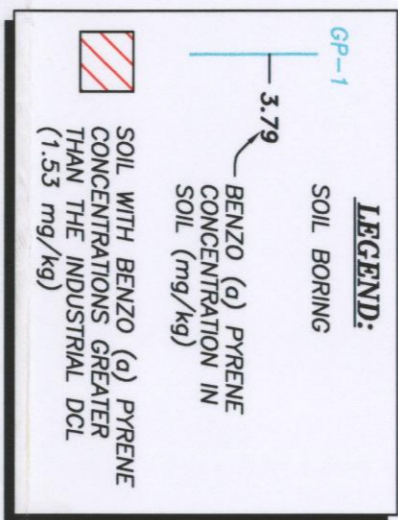 LEGEND:
GP-1
SOIL BORING
3.79
BENZO (a) PYRENE
CONCENTRATION IN
SOIL (mg/kg)
SOIL WITH BENZO (a) PYRENE
CONCENTRATIONS GREATER
THAN THE INDUSTRIAL DCL
(1.53 mg/kg)